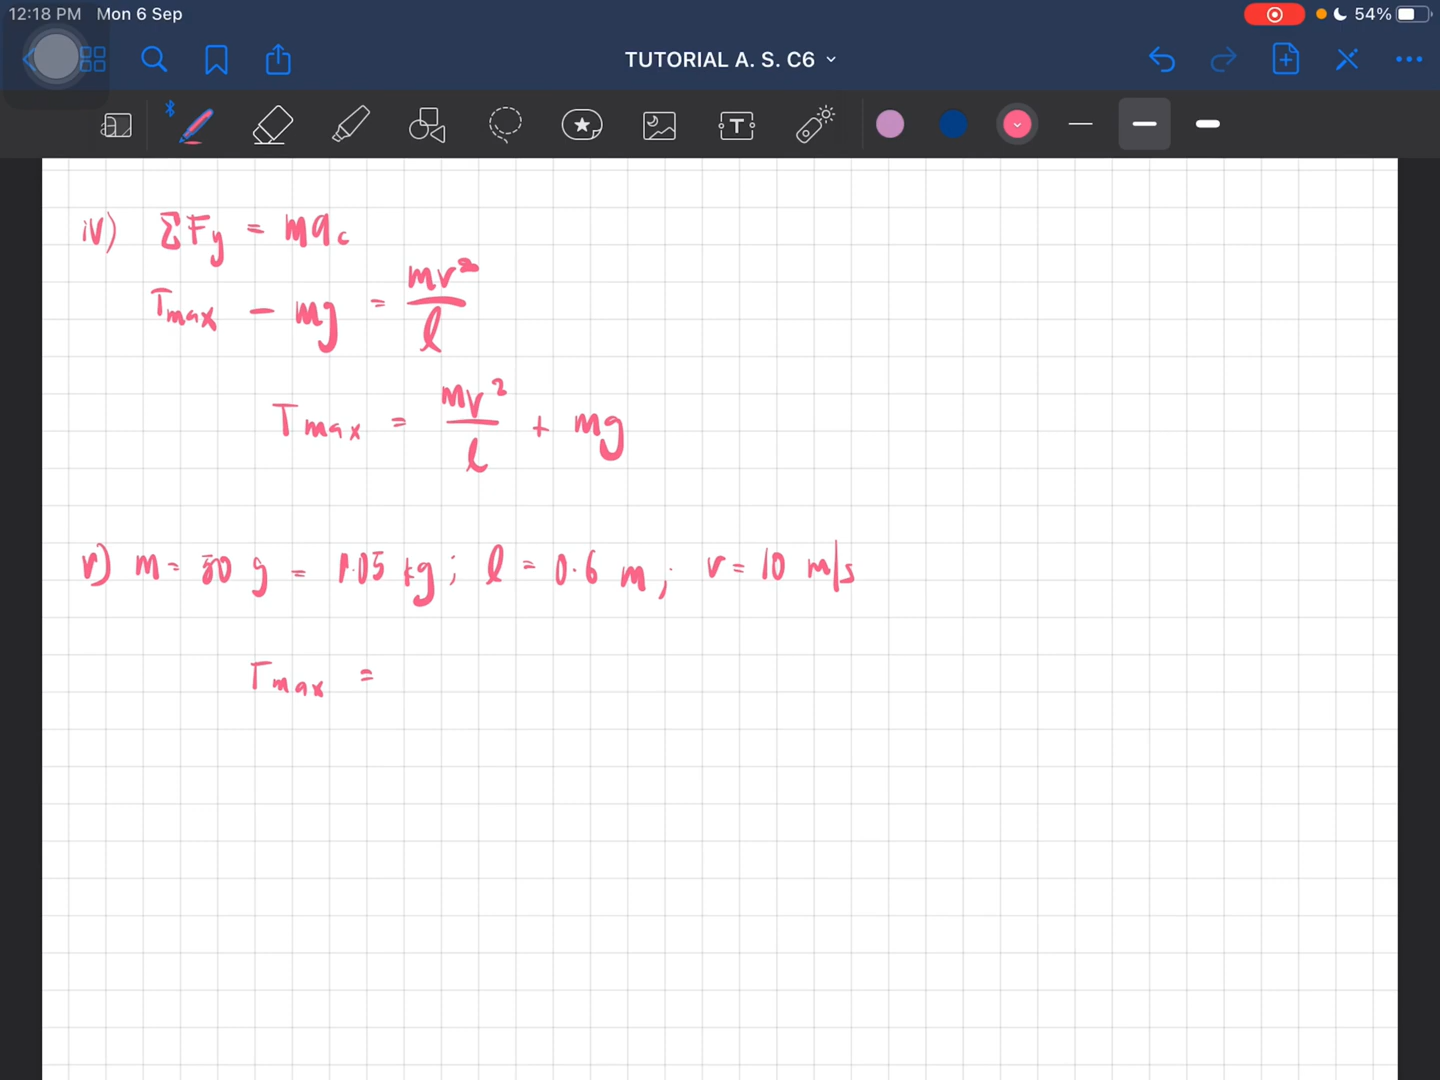 12:18 PM Mon 6 Sep
54%
TUTORIAL A. S. C6
T
iv) ΣFy = mac
Tmax − mg = mv²/l
Tmax = mv²/l + mg
v) m = 50 g = 0.05 kg; l = 0.6 m; v = 10 m/s
Tmax =